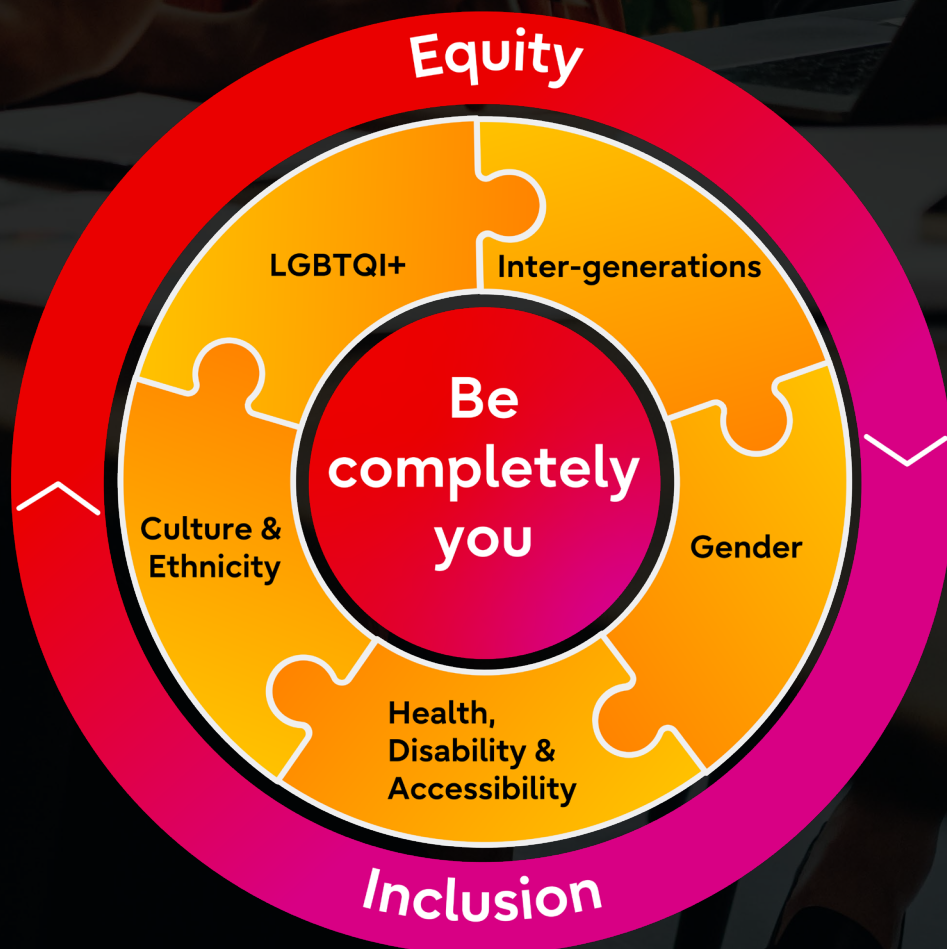 Equity
LGBTQI+
Inter-generations
Be
completely
you
Culture &
Ethnicity
Gender
Health,
Disability &
Accessibility
Inclusion